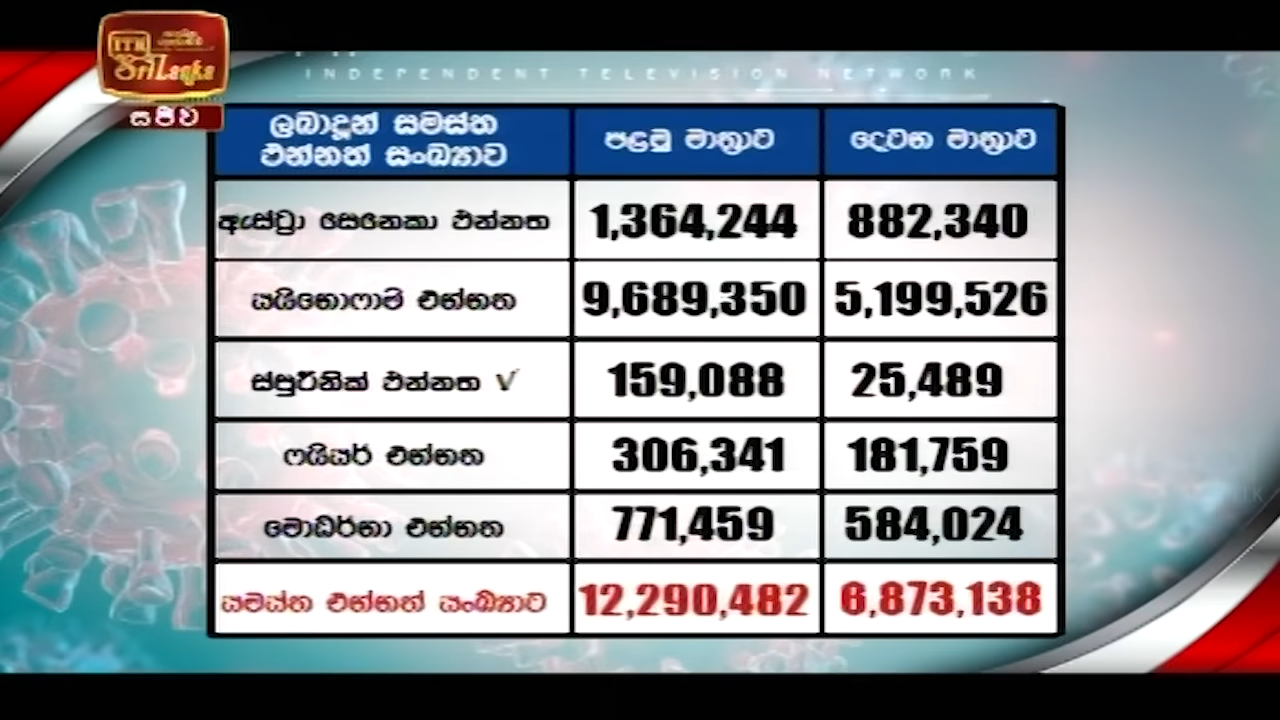 ITN
Sri Lanka
සජීව
INDEPENDENT TELEVISION NETWORK
ලබාදුන් සමස්ත
එන්නත් සංඛ්‍යාව
පළමු මාත්‍රාව
දෙවන මාත්‍රාව
ඇස්ට්‍රා සෙනෙකා එන්නත
1,364,244
882,340
සයිනොෆාම් එන්නත
9,689,350
5,199,526
ස්පුට්නික් එන්නත V
159,088
25,489
ෆයිසර් එන්නත
306,341
181,759
මොඩර්නා එන්නත
771,459
584,024
සමස්ත එන්නත් සංඛ්‍යාව
12,290,482
6,873,138